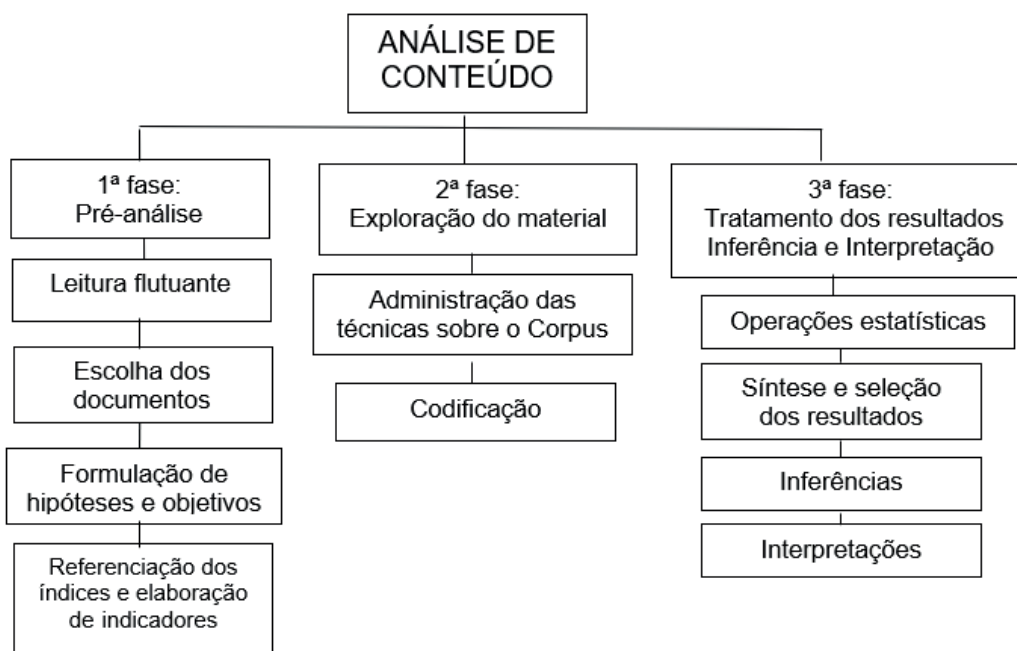 ANÁLISE DE
CONTEÚDO
1ª fase:
Pré-análise
Leitura flutuante
Escolha dos
documentos
Formulação de
hipóteses e objetivos
Referenciação dos
índices e elaboração
de indicadores
2ª fase:
Exploração do material
Administração das
técnicas sobre o Corpus
Codificação
3ª fase:
Tratamento dos resultados
Inferência e Interpretação
Operações estatísticas
Síntese e seleção
dos resultados
Inferências
Interpretações